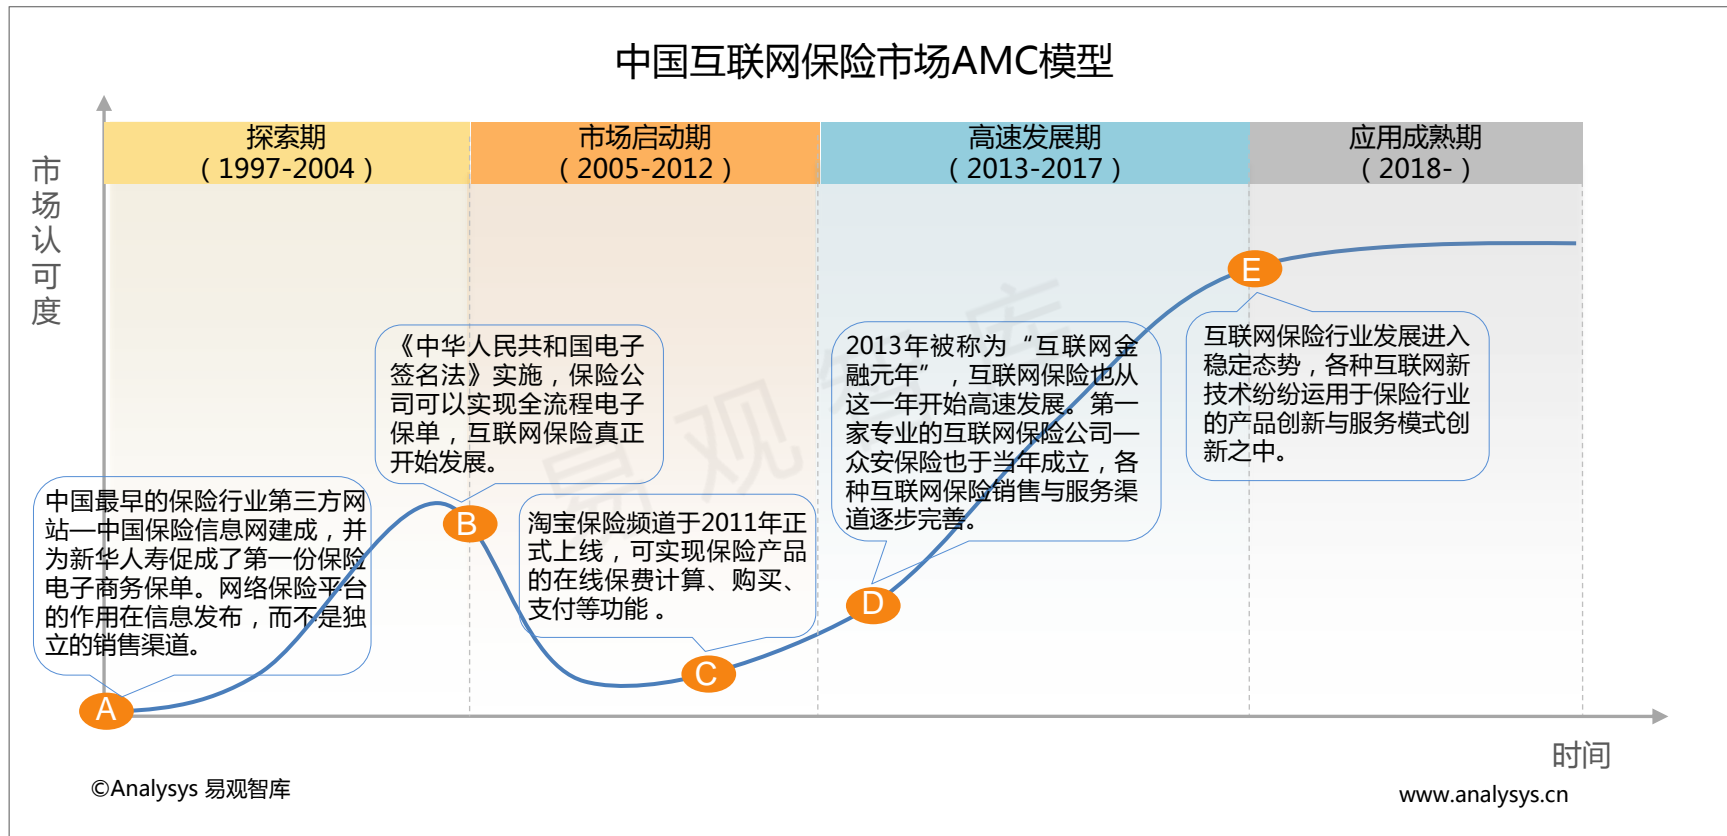 中国互联网保险市场AMC模型
探索期
（1997-2004）
市场启动期
（2005-2012）
高速发展期
（2013-2017）
应用成熟期
（2018-）
市场认可度
A
中国最早的保险行业第三方网
站—中国保险信息网建成，并
为新华人寿促成了第一份保险
电子商务保单。网络保险平台
的作用在信息发布，而不是独
立的销售渠道。
B
《中华人民共和国电子
签名法》实施，保险公
司可以实现全流程电子
保单，互联网保险真正
开始发展。
C
淘宝保险频道于2011年正
式上线，可实现保险产品
的在线保费计算、购买、
支付等功能。
D
2013年被称为“互联网金
融元年”，互联网保险也从
这一年开始高速发展。第一
家专业的互联网保险公司—
众安保险也于当年成立，各
种互联网保险销售与服务渠
道逐步完善。
E
互联网保险行业发展进入
稳定态势，各种互联网新
技术纷纷运用于保险行业
的产品创新与服务模式创
新之中。
易观智库
时间
©Analysys 易观智库
www.analysys.cn